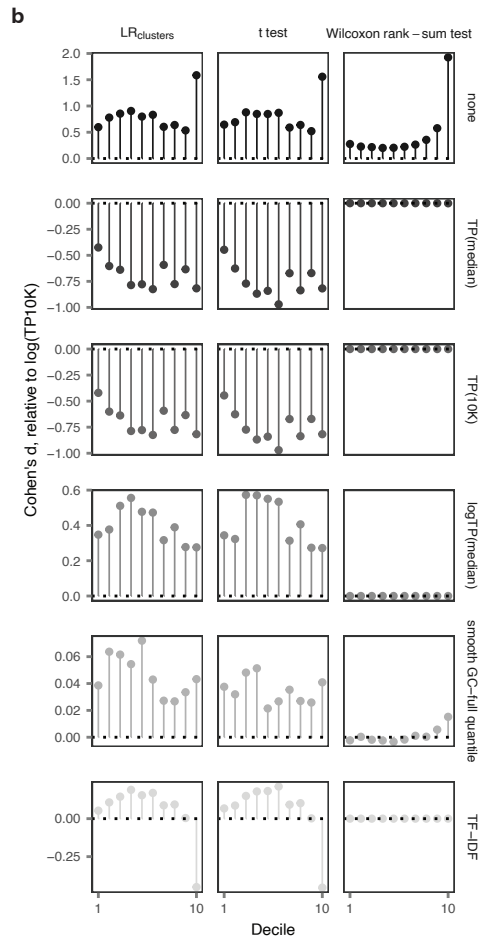 b
LRclusters
t test
Wilcoxon rank−sum test
Cohen's d, relative to log(TP10K)
2.0
1.5
1.0
0.5
0.0
none
0.00
−0.25
−0.50
−0.75
−1.00
TP(median)
0.00
−0.25
−0.50
−0.75
−1.00
TP(10K)
0.6
0.4
0.2
0.0
logTP(median)
0.06
0.04
0.02
0.00
smooth GC−full quantile
0.00
−0.25
TF−IDF
1 10 1 10 1 10
Decile